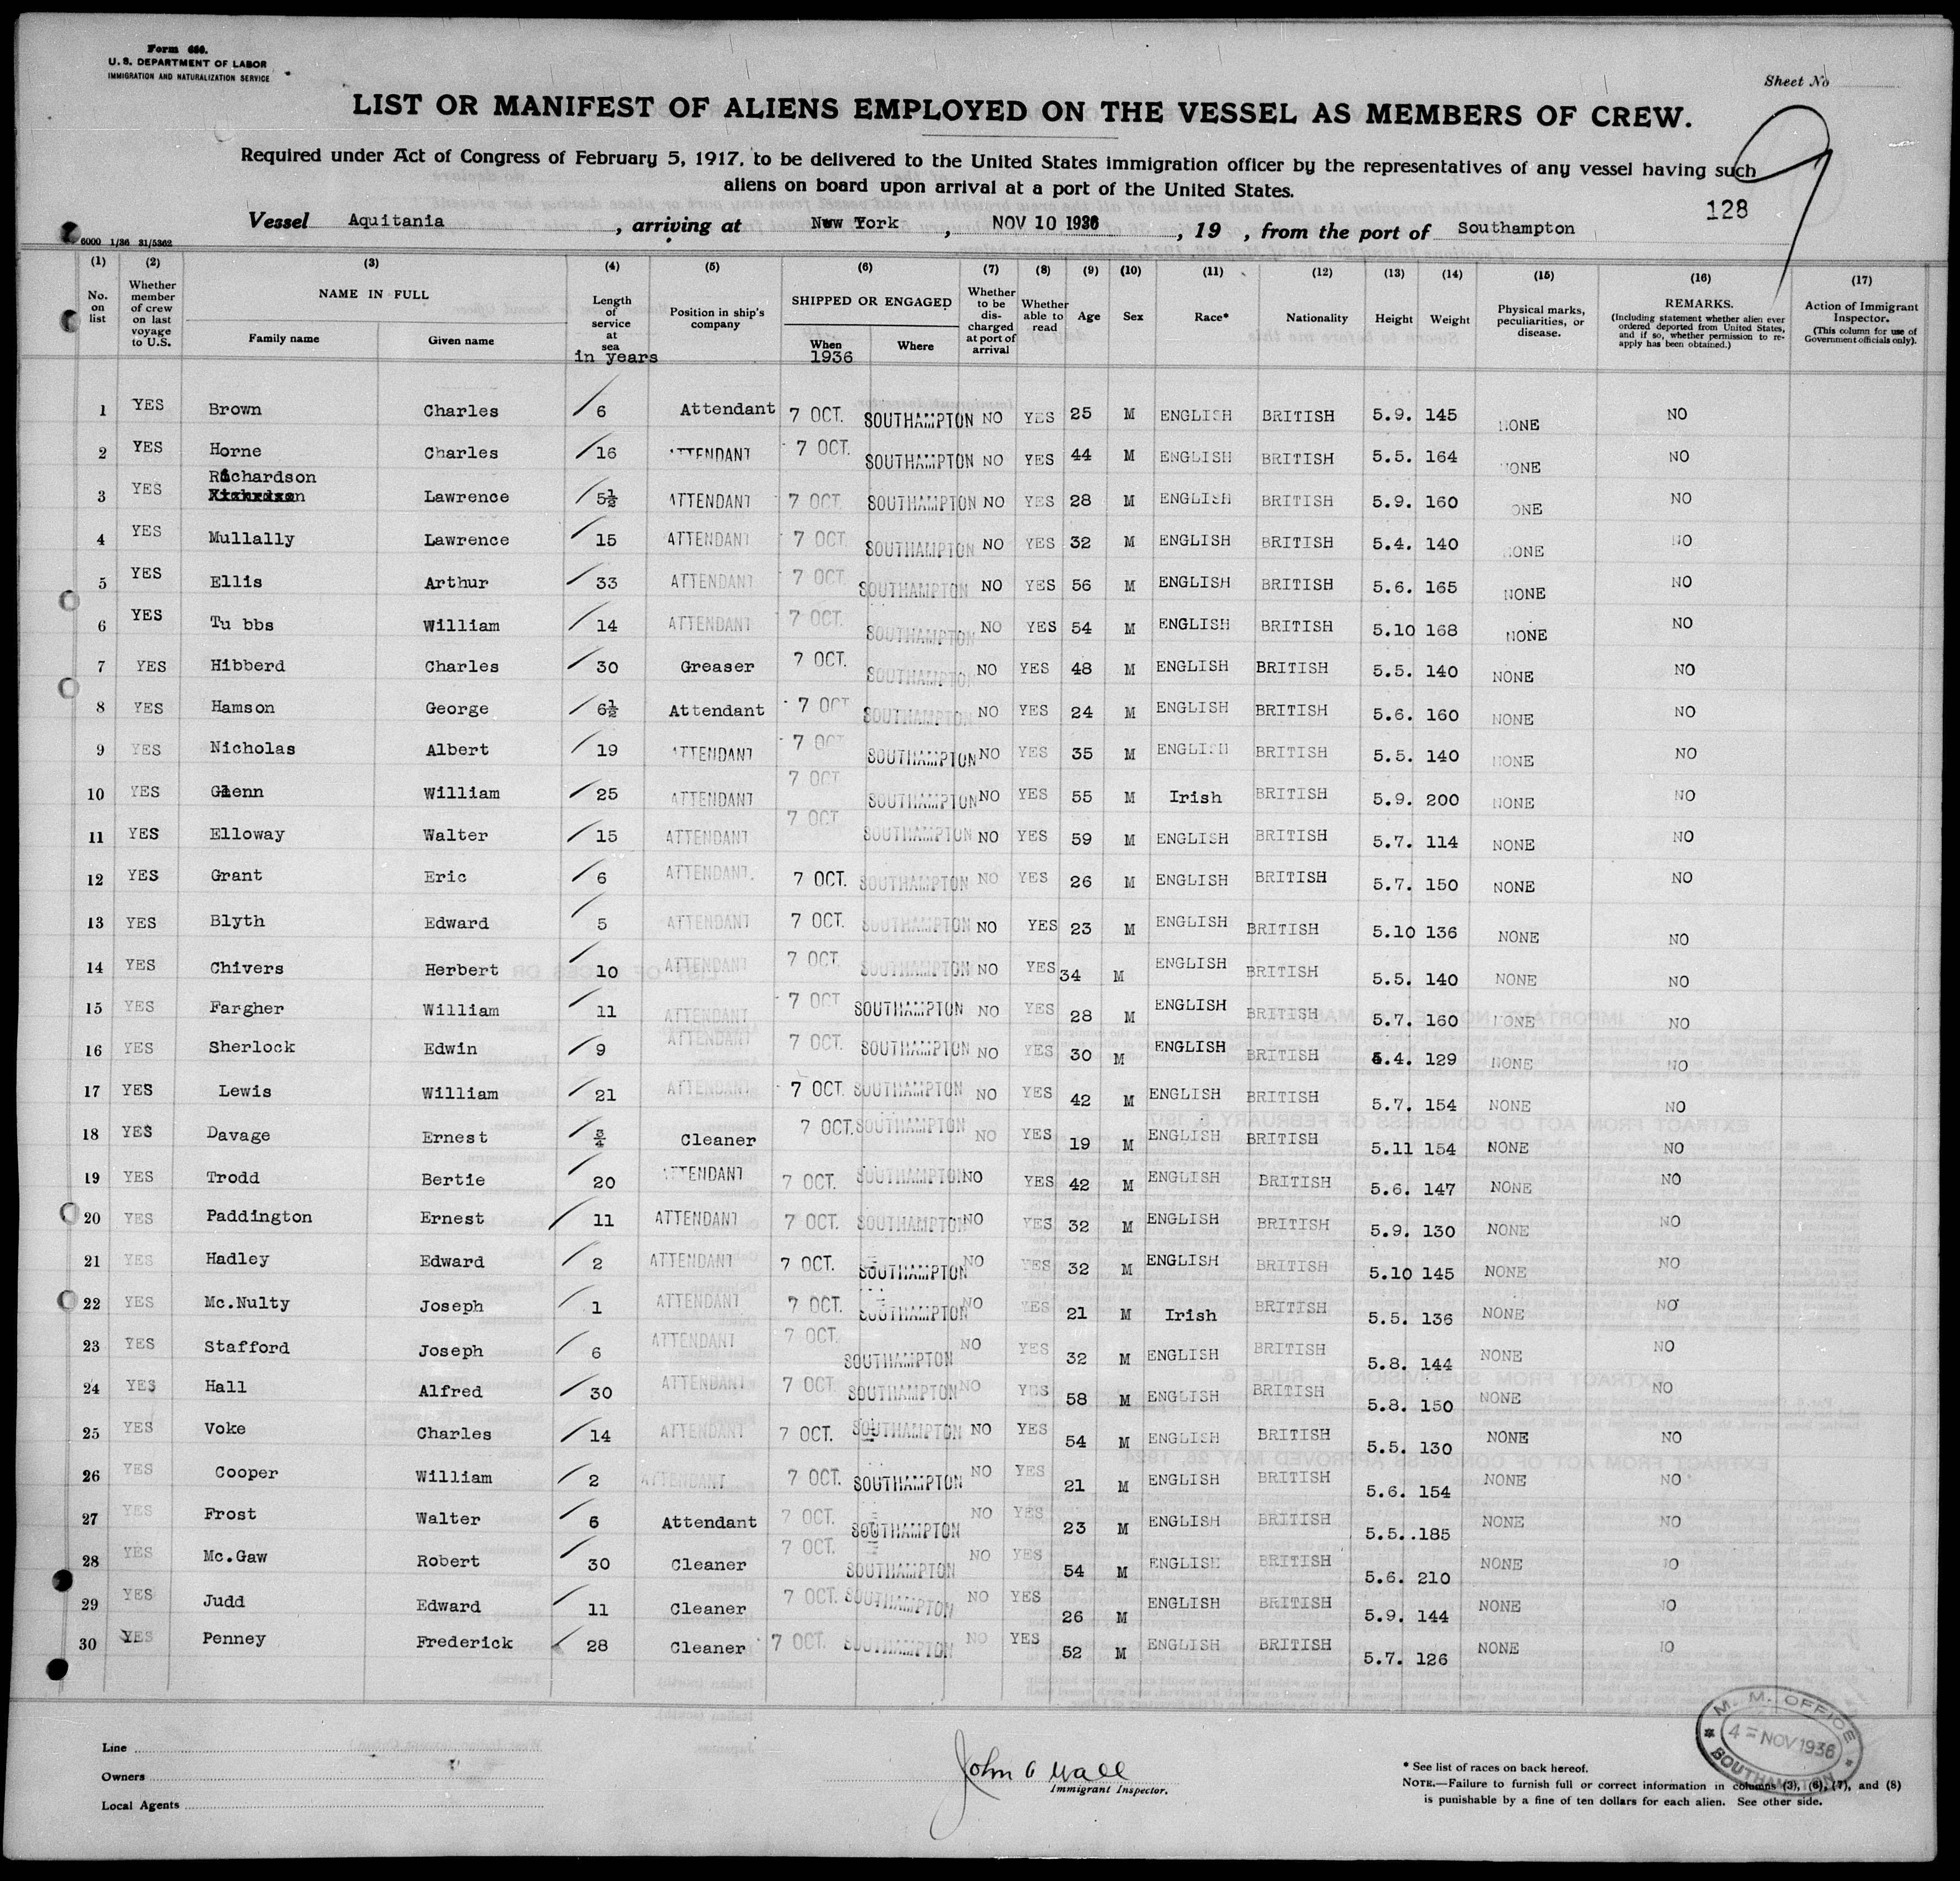 Form 680.
U. S. DEPARTMENT OF LABOR
IMMIGRATION AND NATURALIZATION SERVICE
Sheet No
LIST OR MANIFEST OF ALIENS EMPLOYED ON THE VESSEL AS MEMBERS OF CREW.
Required under Act of Congress of February 5, 1917, to be delivered to the United States immigration officer by the representatives of any vessel having such
aliens on board upon arrival at a port of the United States.
128
Vessel Aquitania , arriving at New York , NOV 10 1936 , 19 , from the port of Southampton
6000 1/36 31/5362
(1) (2) (3) (4) (5) (6) (7) (8) (9) (10) (11) (12) (13) (14) (15) (16) (17)
No. on list
Whether member of crew on last voyage to U.S.
NAME IN FULL
Family name
Given name
Length of service at sea
in years
Position in ship's company
SHIPPED OR ENGAGED
When
1936
Where
Whether to be discharged at port of arrival
Whether able to read
Age
Sex
Race*
Nationality
Height
Weight
Physical marks, peculiarities, or disease.
REMARKS.
(Including statement whether alien ever ordered deported from United States, and if so, whether permission to re-apply has been obtained.)
Action of Immigrant Inspector.
(This column for use of Government officials only).
1 YES Brown Charles 6 Attendant 7 OCT. SOUTHAMPTON NO YES 25 M ENGLISH BRITISH 5.9. 145 NONE NO
2 YES Horne Charles 16 ATTENDANT 7 OCT. SOUTHAMPTON NO YES 44 M ENGLISH BRITISH 5.5. 164 NONE NO
3 YES Richardson Lawrence 5½ ATTENDANT 7 OCT. SOUTHAMPTON NO YES 28 M ENGLISH BRITISH 5.9. 160 NONE NO
4 YES Mullally Lawrence 15 ATTENDANT 7 OCT SOUTHAMPTON NO YES 32 M ENGLISH BRITISH 5.4. 140 NONE NO
5 YES Ellis Arthur 33 ATTENDANT 7 OCT SOUTHAMPTON NO YES 56 M ENGLISH BRITISH 5.6. 165 NONE NO
6 YES Tu bbs William 14 ATTENDANT 7 OCT. SOUTHAMPTON NO YES 54 M ENGLISH BRITISH 5.10 168 NONE NO
7 YES Hibberd Charles 30 Greaser 7 OCT. SOUTHAMPTON NO YES 48 M ENGLISH BRITISH 5.5. 140 NONE NO
8 YES Hamson George 6½ Attendant 7 OCT SOUTHAMPTON NO YES 24 M ENGLISH BRITISH 5.6. 160 NONE NO
9 YES Nicholas Albert 19 ATTENDANT 7 OCT SOUTHAMPTON NO YES 35 M ENGLISH BRITISH 5.5. 140 NONE NO
10 YES Glenn William 25 ATTENDANT 7 OCT SOUTHAMPTON NO YES 55 M Irish BRITISH 5.9. 200 NONE NO
11 YES Elloway Walter 15 ATTENDANT 7 OCT SOUTHAMPTON NO YES 59 M ENGLISH BRITISH 5.7. 114 NONE NO
12 YES Grant Eric 6 ATTENDANT. 7 OCT. SOUTHAMPTON NO YES 26 M ENGLISH BRITISH 5.7. 150 NONE NO
13 YES Blyth Edward 5 ATTENDANT 7 OCT. SOUTHAMPTON NO YES 23 M ENGLISH BRITISH 5.10 136 NONE NO
14 YES Chivers Herbert 10 ATTENDANT 7 OCT. SOUTHAMPTON NO YES 34 M ENGLISH BRITISH 5.5. 140 NONE NO
15 YES Fargher William 11 ATTENDANT 7 OCT SOUTHAMPTON NO YES 28 M ENGLISH BRITISH 5.7. 160 NONE NO
16 YES Sherlock Edwin 9 ATTENDANT 7 OCT. SOUTHAMPTON NO YES 30 M ENGLISH BRITISH 5.4. 129 NONE NO
17 YES Lewis William 21 ATTENDANT 7 OCT. SOUTHAMPTON NO YES 42 M ENGLISH BRITISH 5.7. 154 NONE NO
18 YES Davage Ernest ¾ Cleaner 7 OCT. SOUTHAMPTON NO YES 19 M ENGLISH BRITISH 5.11 154 NONE NO
19 YES Trodd Bertie 20 ATTENDANT 7 OCT. SOUTHAMPTON NO YES 42 M ENGLISH BRITISH 5.6. 147 NONE NO
20 YES Paddington Ernest 11 ATTENDANT 7 OCT. SOUTHAMPTON NO YES 32 M ENGLISH BRITISH 5.9. 130 NONE NO
21 YES Hadley Edward 2 ATTENDANT 7 OCT. SOUTHAMPTON NO YES 32 M ENGLISH BRITISH 5.10 145 NONE NO
22 YES Mc.Nulty Joseph 1 ATTENDANT 7 OCT. SOUTHAMPTON NO YES 21 M Irish BRITISH 5.5. 136 NONE NO
23 YES Stafford Joseph 6 ATTENDANT 7 OCT. SOUTHAMPTON NO YES 32 M ENGLISH BRITISH 5.8. 144 NONE NO
24 YES Hall Alfred 30 ATTENDANT 7 OCT SOUTHAMPTON NO YES 58 M ENGLISH BRITISH 5.8. 150 NONE NO
25 YES Voke Charles 14 ATTENDANT 7 OCT. SOUTHAMPTON NO YES 54 M ENGLISH BRITISH 5.5. 130 NONE NO
26 YES Cooper William 2 ATTENDANT 7 OCT. SOUTHAMPTON NO YES 21 M ENGLISH BRITISH 5.6. 154 NONE NO
27 YES Frost Walter 6 Attendant 7 OCT. SOUTHAMPTON NO YES 23 M ENGLISH BRITISH 5.5. .185 NONE NO
28 YES Mc.Gaw Robert 30 Cleaner 7 OCT. SOUTHAMPTON NO YES 54 M ENGLISH BRITISH 5.6. 210 NONE NO
29 YES Judd Edward 11 Cleaner 7 OCT. SOUTHAMPTON NO YES 26 M ENGLISH BRITISH 5.9. 144 NONE NO
30 YES Penney Frederick 28 Cleaner 7 OCT. SOUTHAMPTON NO YES 52 M ENGLISH BRITISH 5.7. 126 NONE NO
Line
Owners
Local Agents
John G Wall
Immigrant Inspector.
M. M. OFFICE
4 = NOV 1936
SOUTHAMPTON
* See list of races on back hereof.
NOTE.—Failure to furnish full or correct information in columns (3), (6), (7), and (8)
is punishable by a fine of ten dollars for each alien. See other side.